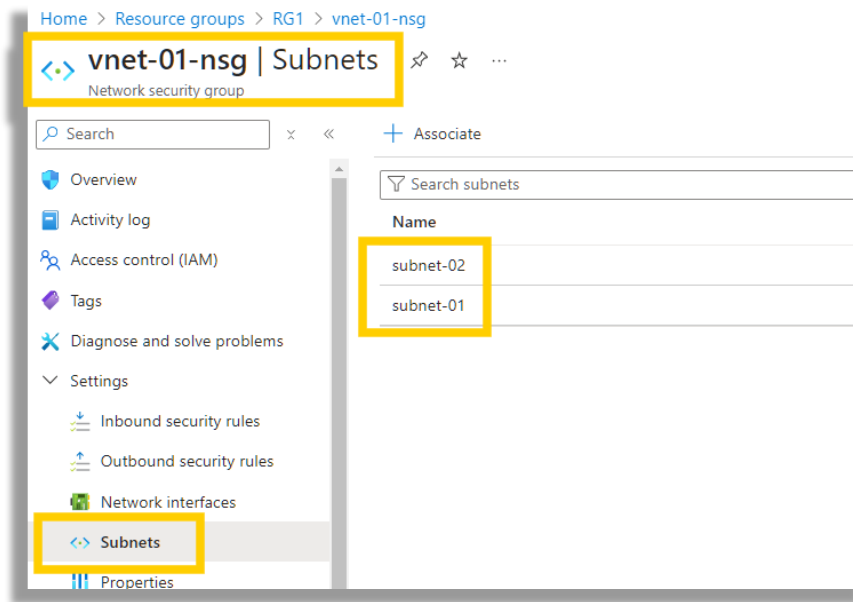 Home > Resource groups > RG1 > vnet-01-nsg
vnet-01-nsg | Subnets ...
Network security group
Search
Associate
Search subnets
Name
subnet-02
subnet-01
Overview
Activity log
Access control (IAM)
Tags
Diagnose and solve problems
Settings
Inbound security rules
Outbound security rules
Network interfaces
Subnets
Properties